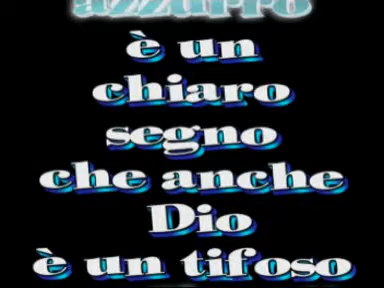 azzurro
è un
chiaro
segno
che anche
Dio
è un tifoso